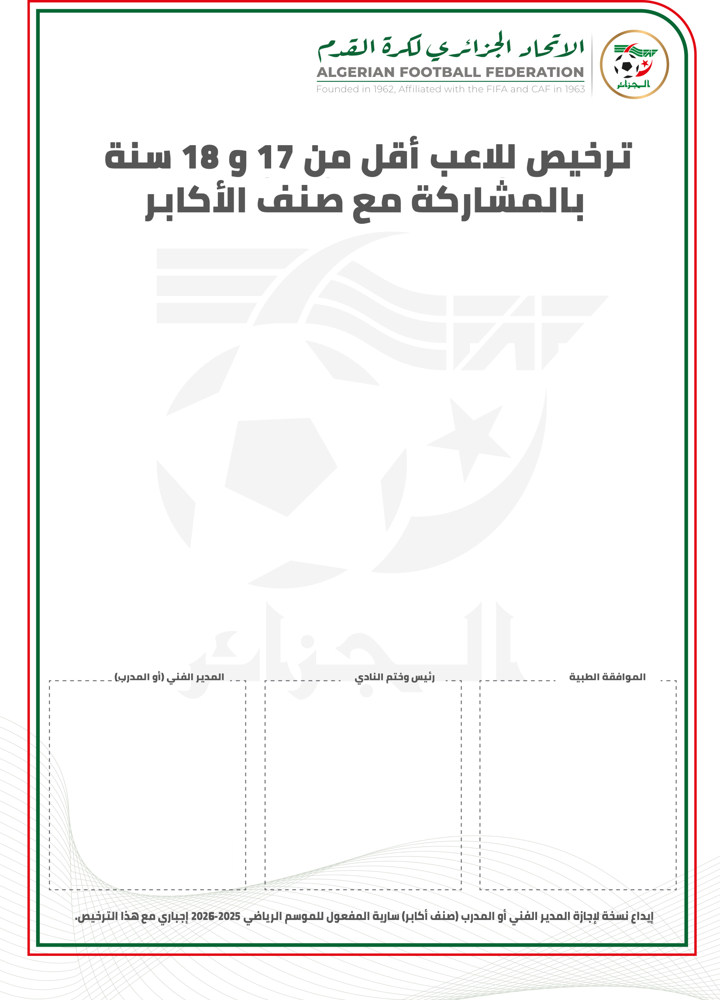 الاتحاد الجزائري لكرة القدم
ALGERIAN FOOTBALL FEDERATION
Founded in 1962, Affiliated with the FIFA and CAF in 1963
FAF
الجزائر
ترخيص للاعب أقل من 17 و 18 سنة
بالمشاركة مع صنف الأكابر
FAF
الجزائر
الموافقة الطبية
رئيس وختم النادي
المدير الفني (أو المدرب)
إيداع نسخة لإجازة المدير الفني أو المدرب (صنف أكابر) سارية المفعول للموسم الرياضي 2025-2026 إجباري مع هذا الترخيص.